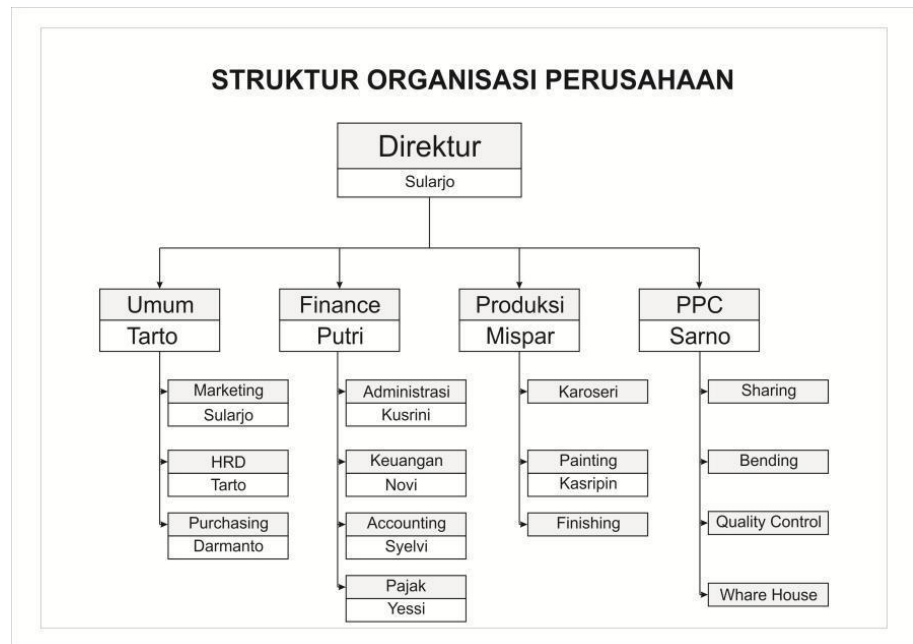 STRUKTUR ORGANISASI PERUSAHAAN
Direktur
Sularjo
Umum
Tarto
Marketing
Sularjo
HRD
Tarto
Purchasing
Darmanto
Finance
Putri
Administrasi
Kusrini
Keuangan
Novi
Accounting
Syelvi
Pajak
Yessi
Produksi
Mispar
Karoseri
Painting
Kasripin
Finishing
PPC
Sarno
Sharing
Bending
Quality Control
Whare House